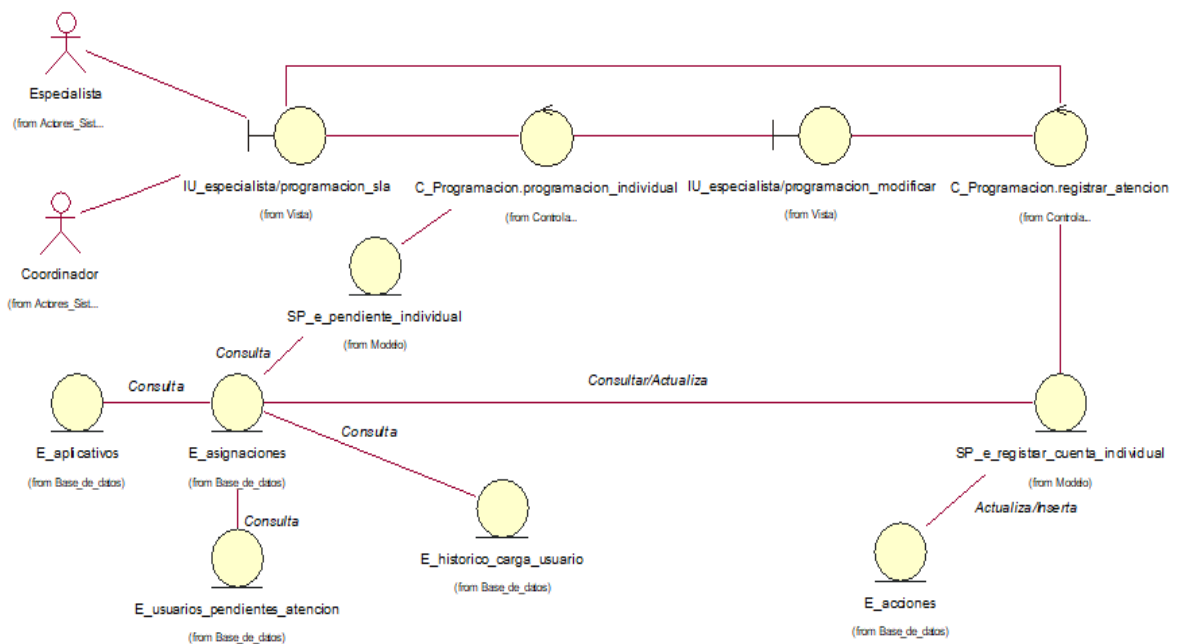 Especialista
(from Actores_Sist...
IU_especialista/programacion_sla
(from Vista)
C_Programacion.programacion_individual
(from Controla...
IU_especialista/programacion_modificar
(from Vista)
C_Programacion.registrar_atencion
(from Controla...
Coordinador
(from Actores_Sist...
SP_e_pendiente_individual
(from Modelo)
Consulta
Consulta
Consultar/Actualiza
Consulta
E_aplicativos
(from Base_de_datos)
E_asignaciones
(from Base_de_datos)
SP_e_registrar_cuenta_individual
(from Modelo)
Actualiza/Inserta
Consulta
E_historico_carga_usuario
(from Base_de_datos)
E_usuarios_pendientes_atencion
(from Base_de_datos)
E_acciones
(from Base_de_datos)